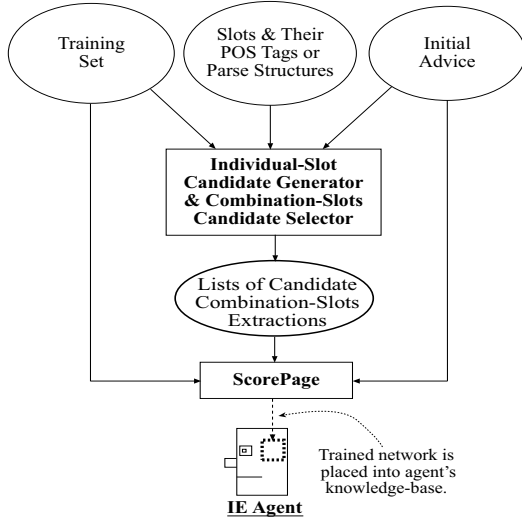 Training
Set
Slots & Their
POS Tags or
Parse Structures
Initial
Advice
Individual-Slot
Candidate Generator
& Combination-Slots
Candidate Selector
Lists of Candidate
Combination-Slots
Extractions
ScorePage
Trained network is
placed into agent's
knowledge-base.
IE Agent